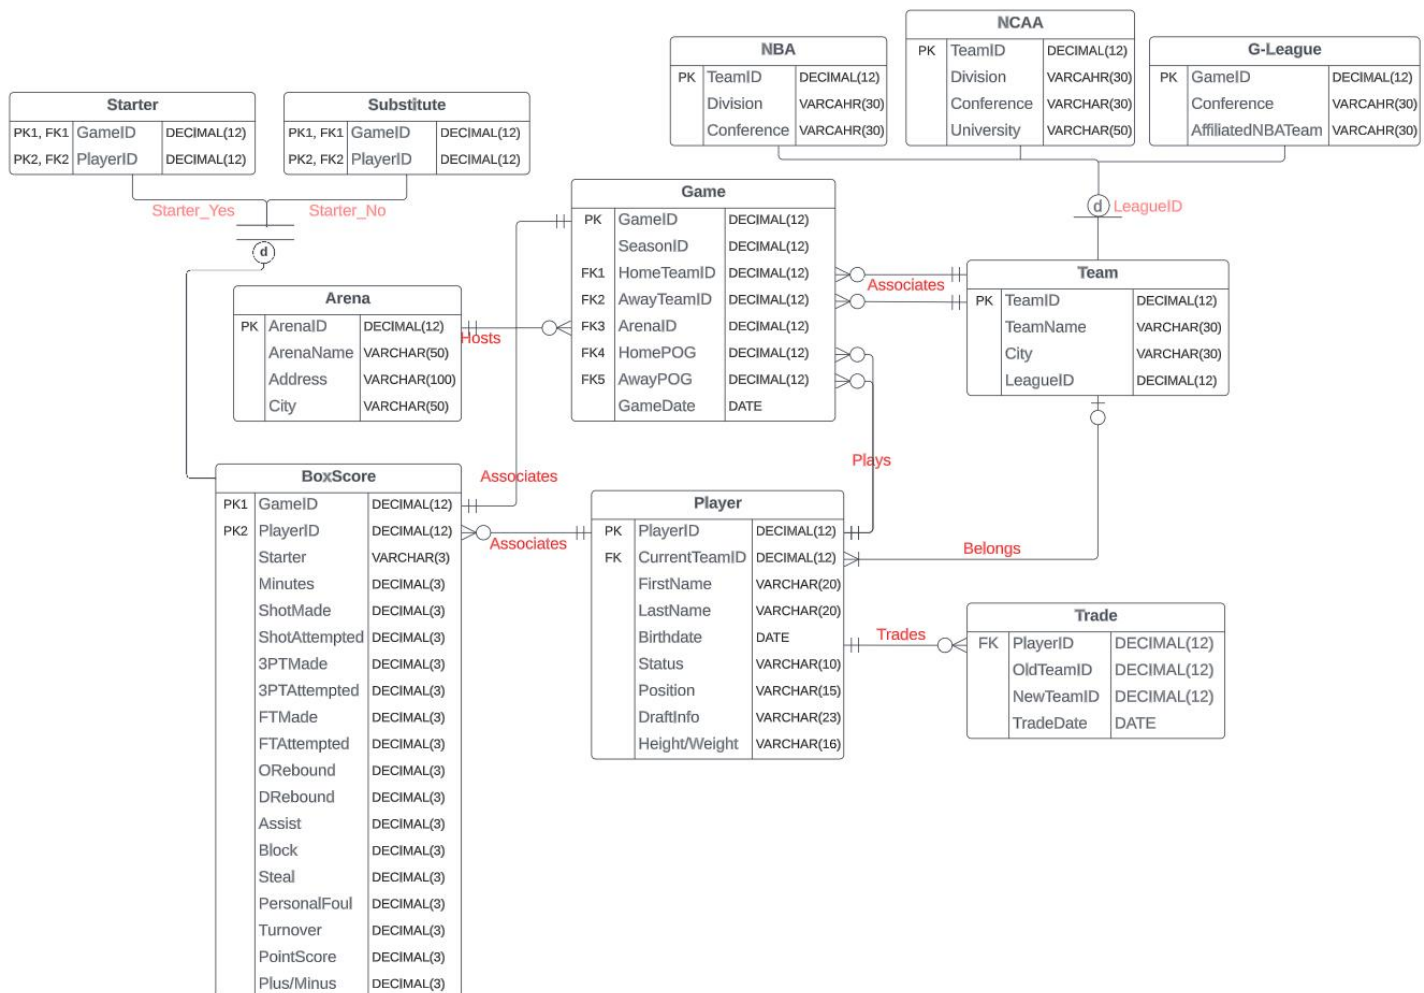 NCAA
PK TeamID DECIMAL(12)
Division VARCAHR(30)
Conference VARCHAR(30)
University VARCHAR(50)
NBA
PK TeamID DECIMAL(12)
Division VARCAHR(30)
Conference VARCAHR(30)
G-League
PK GameID DECIMAL(12)
Conference VARCHAR(30)
AffiliatedNBATeam VARCAHR(30)
Starter
PK1, FK1 GameID DECIMAL(12)
PK2, FK2 PlayerID DECIMAL(12)
Substitute
PK1, FK1 GameID DECIMAL(12)
PK2, FK2 PlayerID DECIMAL(12)
Starter_Yes
Starter_No
d
d LeagueID
Game
PK GameID DECIMAL(12)
SeasonID DECIMAL(12)
FK1 HomeTeamID DECIMAL(12)
FK2 AwayTeamID DECIMAL(12)
FK3 ArenaID DECIMAL(12)
FK4 HomePOG DECIMAL(12)
FK5 AwayPOG DECIMAL(12)
GameDate DATE
Associates
Team
PK TeamID DECIMAL(12)
TeamName VARCHAR(30)
City VARCHAR(30)
LeagueID DECIMAL(12)
Arena
PK ArenaID DECIMAL(12)
ArenaName VARCHAR(50)
Address VARCHAR(100)
City VARCHAR(50)
Hosts
Plays
Associates
BoxScore
PK1 GameID DECIMAL(12)
PK2 PlayerID DECIMAL(12)
Starter VARCHAR(3)
Minutes DECIMAL(3)
ShotMade DECIMAL(3)
ShotAttempted DECIMAL(3)
3PTMade DECIMAL(3)
3PTAttempted DECIMAL(3)
FTMade DECIMAL(3)
FTAttempted DECIMAL(3)
ORebound DECIMAL(3)
DRebound DECIMAL(3)
Assist DECIMAL(3)
Block DECIMAL(3)
Steal DECIMAL(3)
PersonalFoul DECIMAL(3)
Turnover DECIMAL(3)
PointScore DECIMAL(3)
Plus/Minus DECIMAL(3)
Associates
Player
PK PlayerID DECIMAL(12)
FK CurrentTeamID DECIMAL(12)
FirstName VARCHAR(20)
LastName VARCHAR(20)
Birthdate DATE
Status VARCHAR(10)
Position VARCHAR(15)
DraftInfo VARCHAR(23)
Height/Weight VARCHAR(16)
Belongs
Trades
Trade
FK PlayerID DECIMAL(12)
OldTeamID DECIMAL(12)
NewTeamID DECIMAL(12)
TradeDate DATE